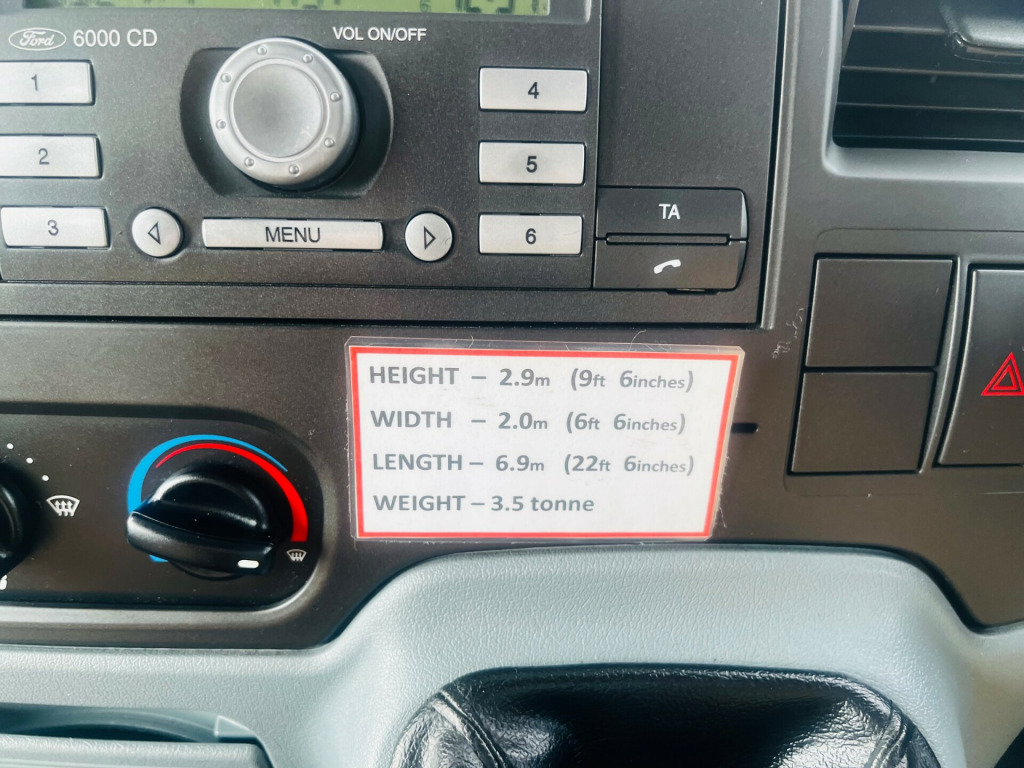 Ford 6000 CD
VOL ON/OFF
1
4
2
5
3
MENU
6
TA
HEIGHT – 2.9m (9ft 6inches)
WIDTH – 2.0m (6ft 6inches)
LENGTH – 6.9m (22ft 6inches)
WEIGHT – 3.5 tonne